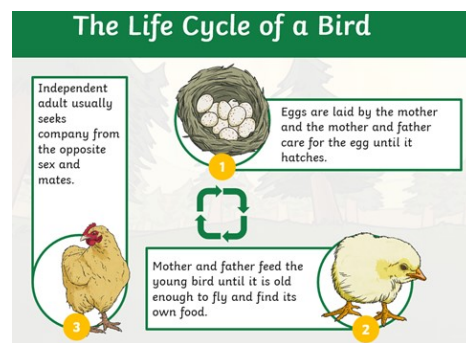 The Life Cycle of a Bird
Eggs are laid by the mother
and the mother and father
care for the egg until it
hatches.
1
Mother and father feed the
young bird until it is old
enough to fly and find its
own food.
2
Independent
adult usually
seeks
company from
the opposite
sex and
mates.
3